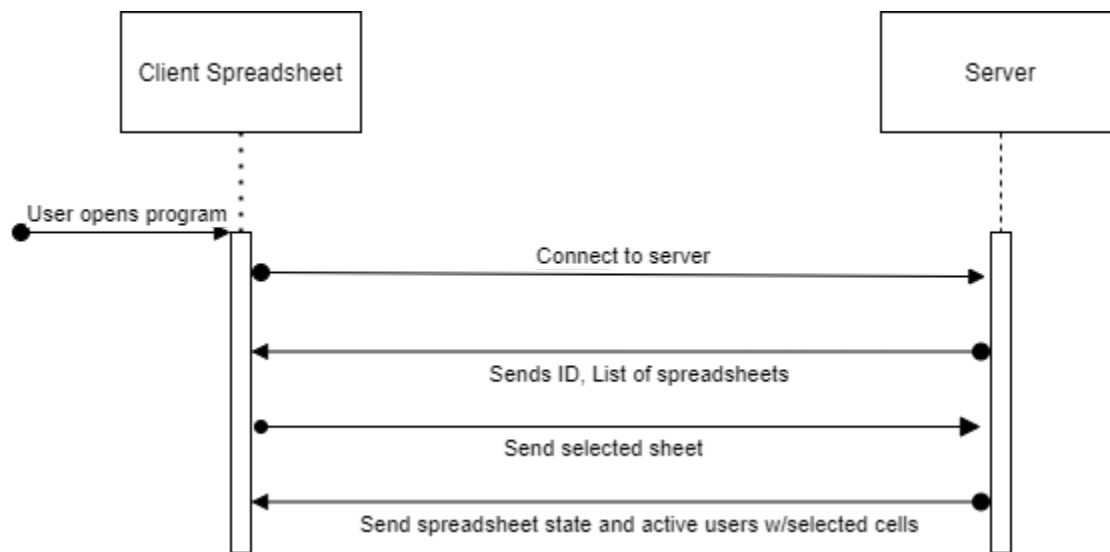 Client Spreadsheet
Server
User opens program
Connect to server
Sends ID, List of spreadsheets
Send selected sheet
Send spreadsheet state and active users w/selected cells